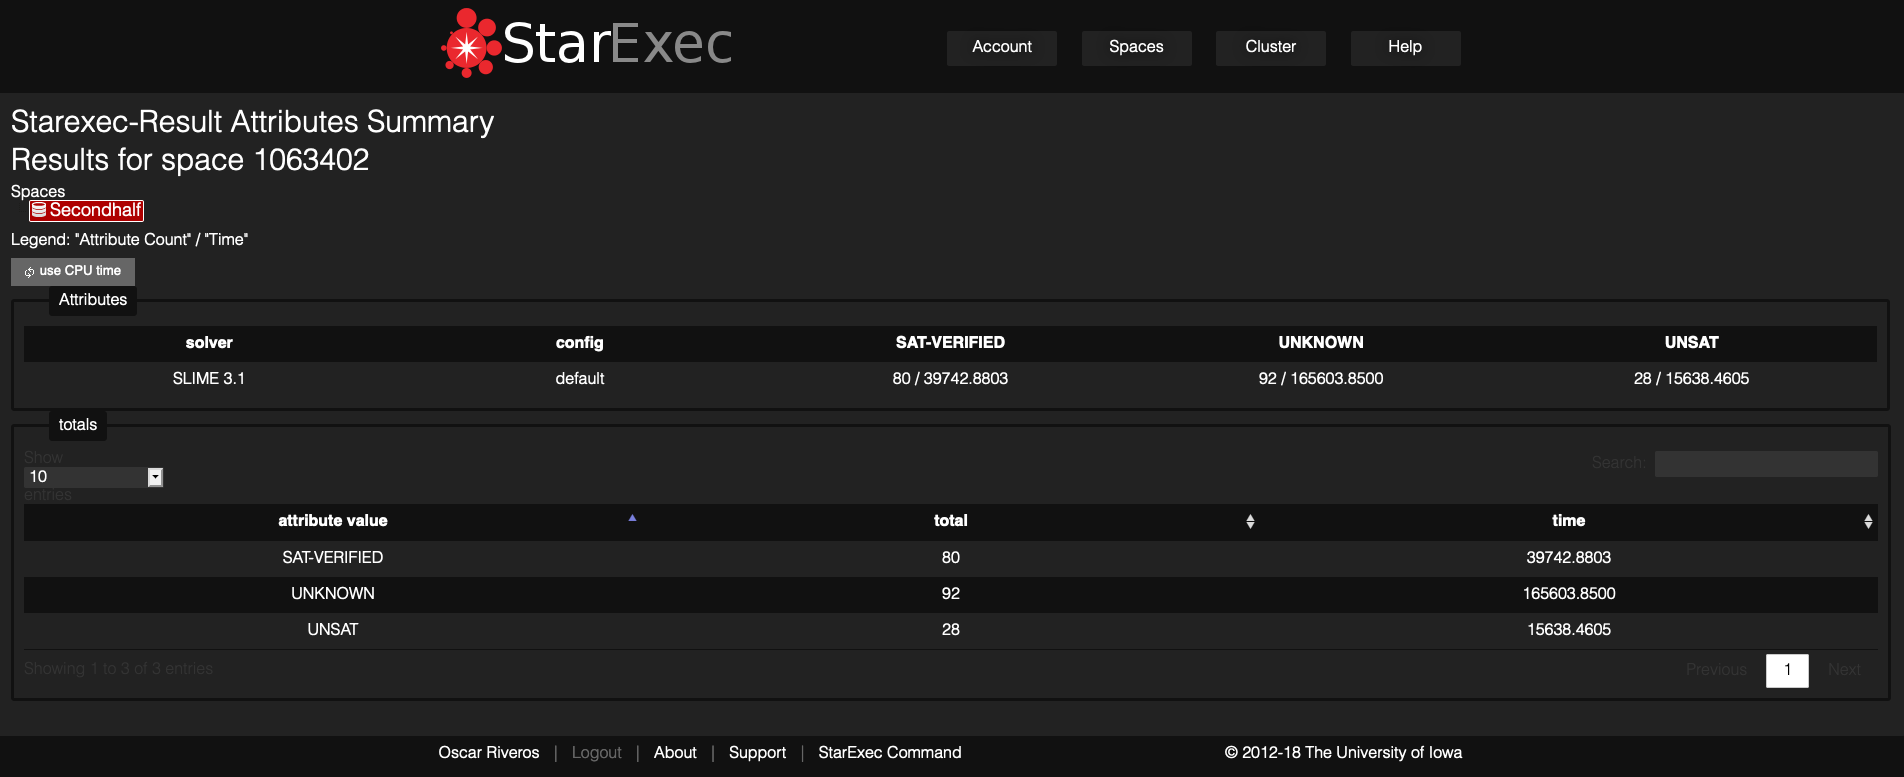 StarExec
Account Spaces Cluster Help
Starexec-Result Attributes Summary
Results for space 1063402
Spaces
Secondhalf
Legend: "Attribute Count" / "Time"
use CPU time
Attributes
solver config SAT-VERIFIED UNKNOWN UNSAT
SLIME 3.1 default 80 / 39742.8803 92 / 165603.8500 28 / 15638.4605
totals
Show
10
entries
Search:
attribute value total time
SAT-VERIFIED 80 39742.8803
UNKNOWN 92 165603.8500
UNSAT 28 15638.4605
Showing 1 to 3 of 3 entries
Previous 1 Next
Oscar Riveros | Logout | About | Support | StarExec Command © 2012-18 The University of Iowa